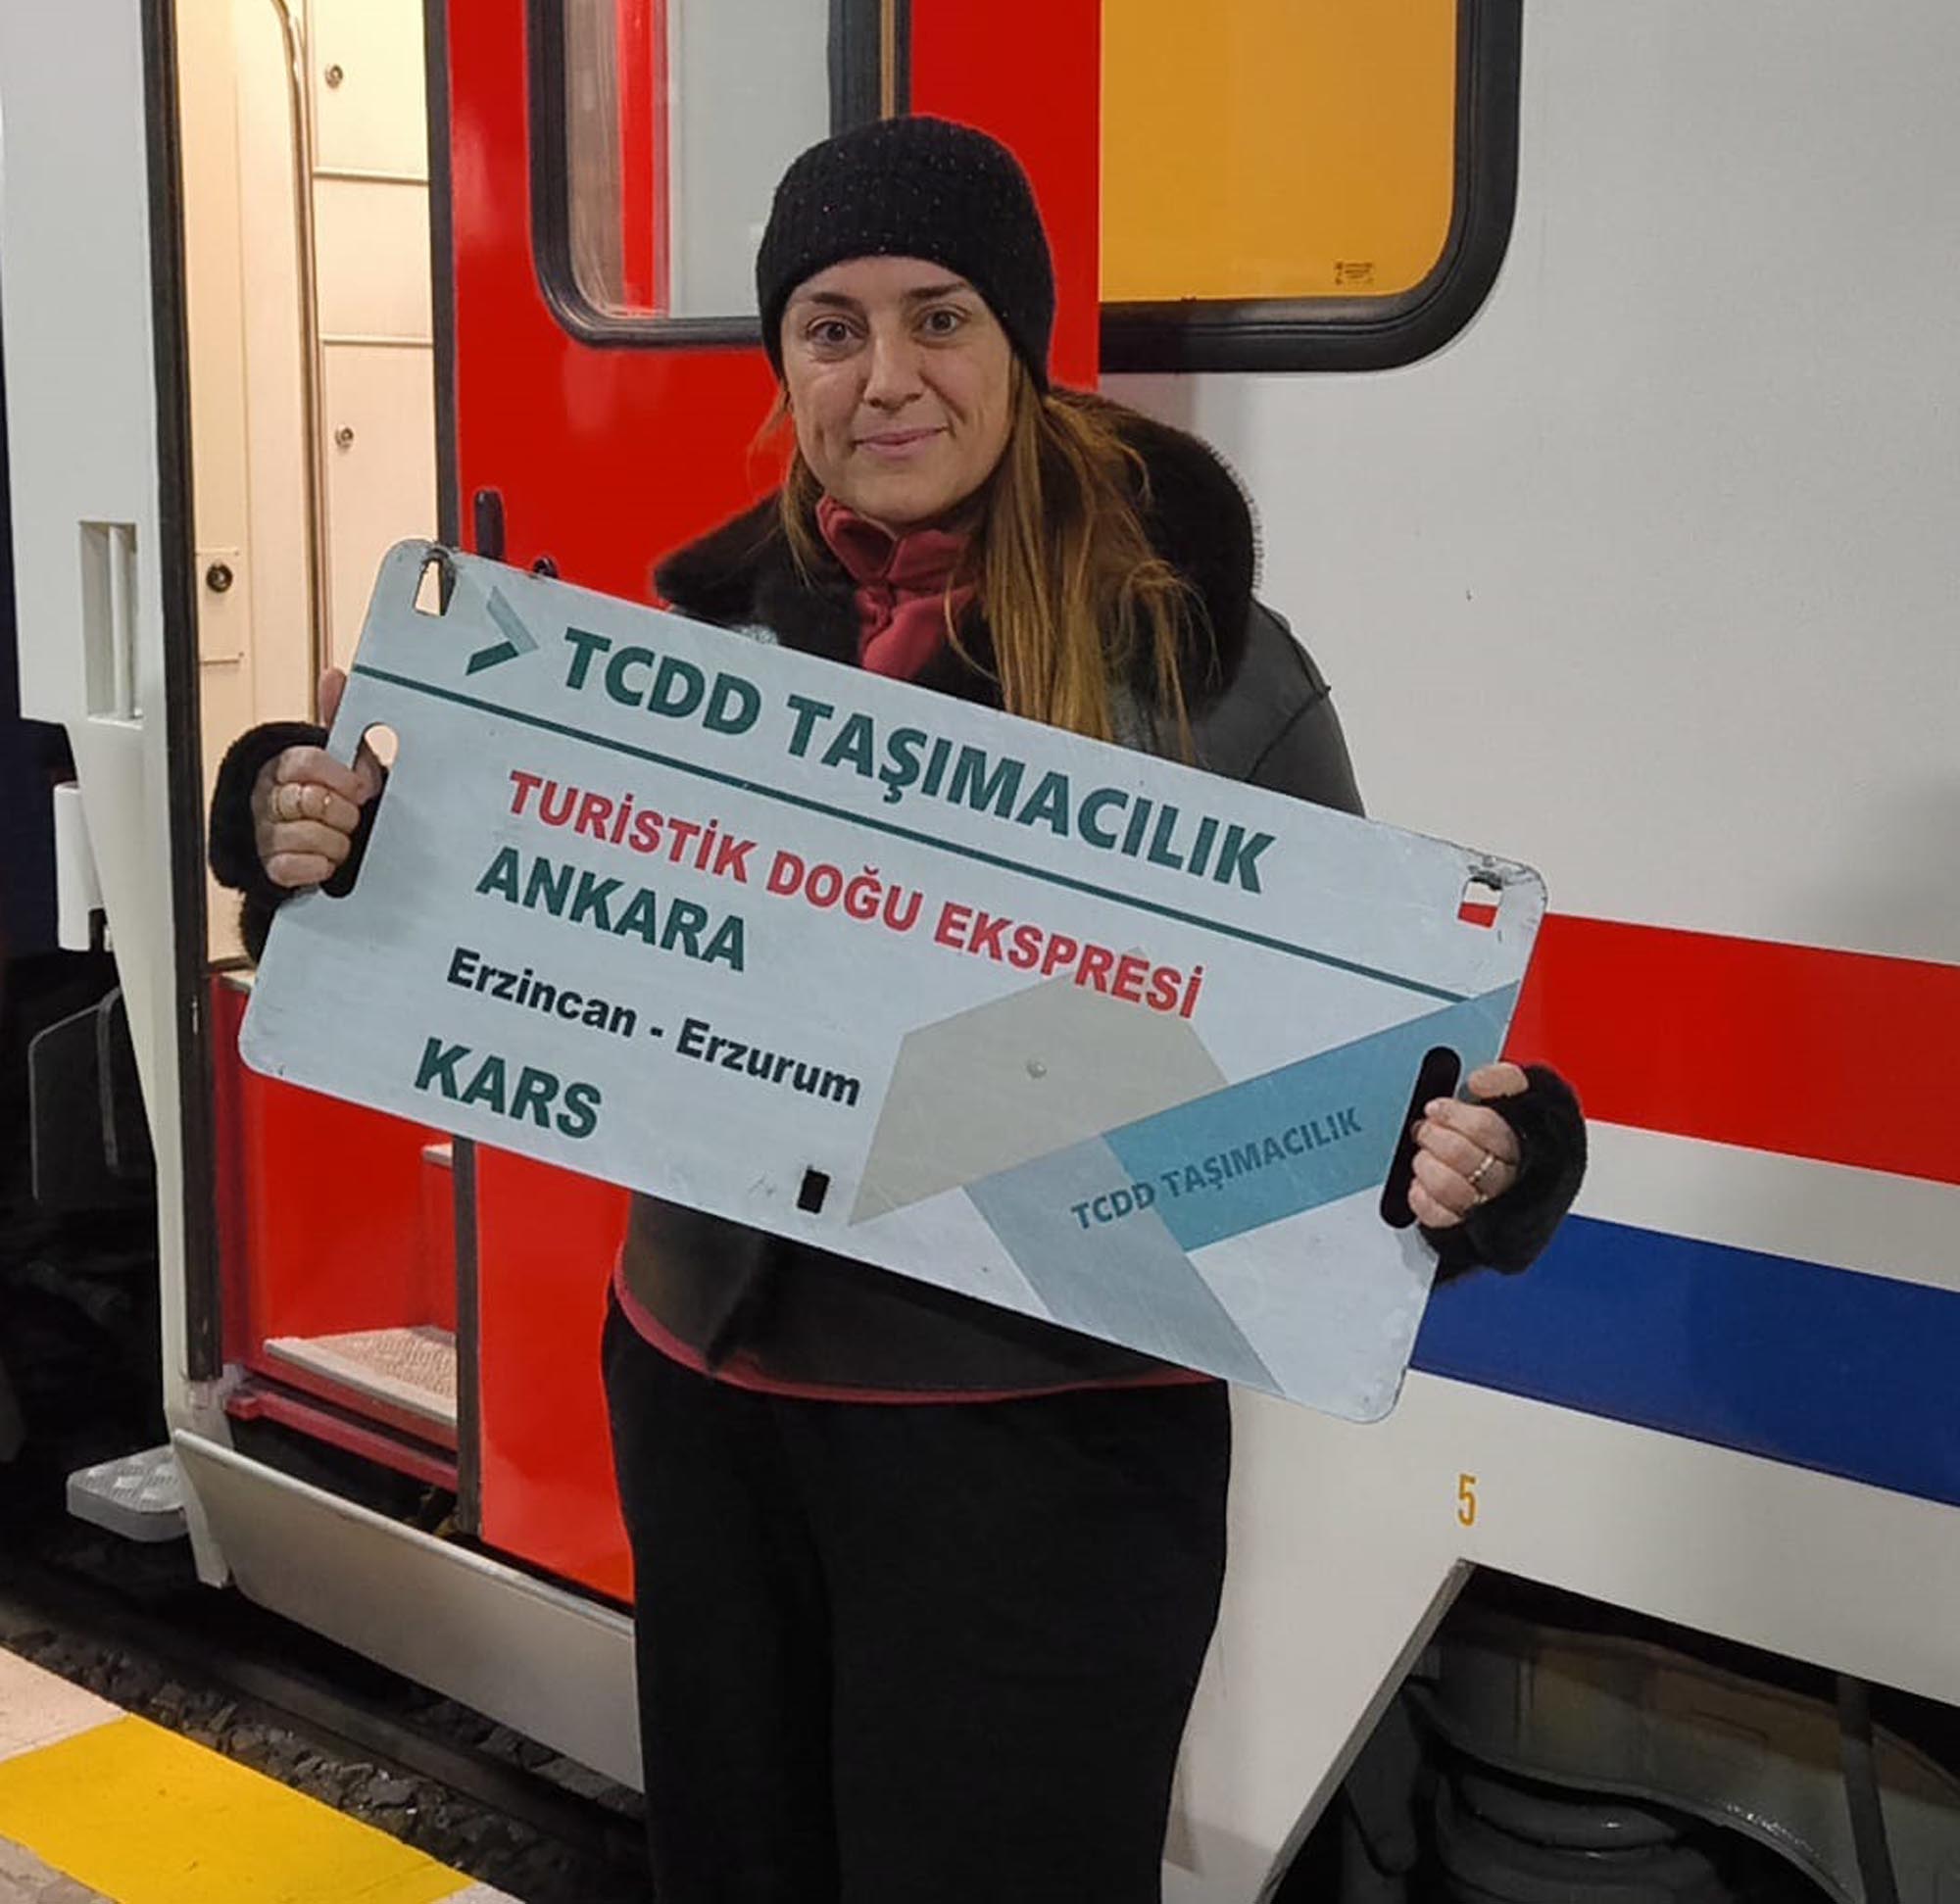 TCDD TAŞIMACILIK
TURİSTİK DOĞU EKSPRESİ
ANKARA
Erzincan - Erzurum
KARS
TCDD TAŞIMACILIK
5